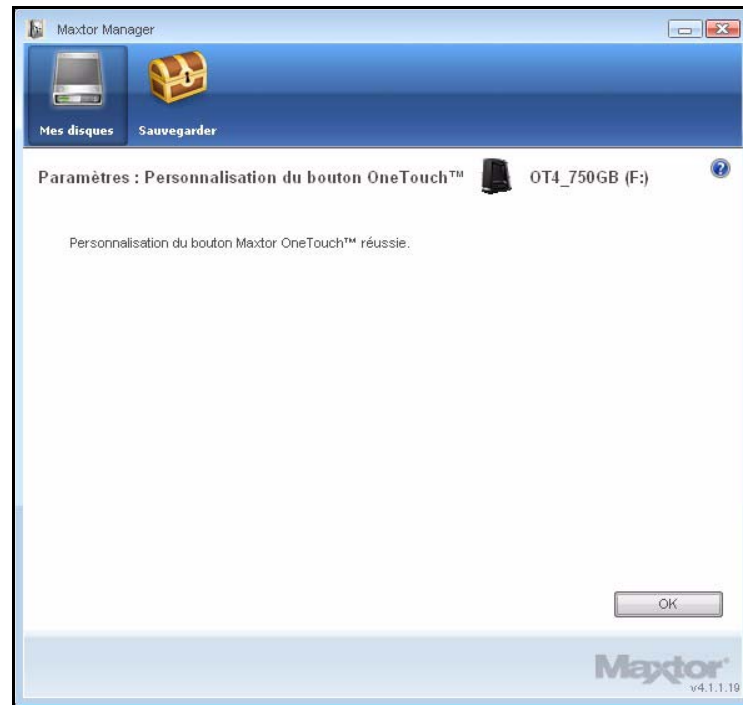 Maxtor Manager
Mes disques
Sauvegarder
Paramètres : Personnalisation du bouton OneTouch™
OT4_750GB (F:)
?
Personnalisation du bouton Maxtor OneTouch™ réussie.
OK
Maxtor
v4.1.1.19